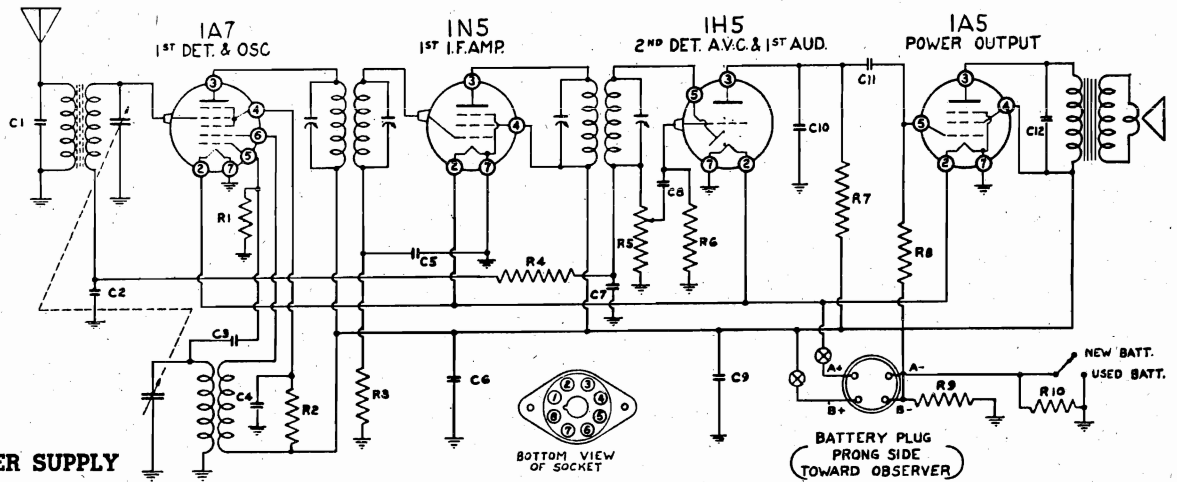 1A7
1ST DET. & OSC
1N5
1ST I.F. AMP.
1H5
2ND DET. A.V.C. & 1ST AUD.
1A5
POWER OUTPUT
C1
3
4
6
5
2
7
R1
3
4
2
7
5
2
7
C8
R5
R6
C10
C11
R7
5
3
4
2
7
R8
C12
C2
C5
R4
C7
C3
C4
R2
R3
C6
C9
1
2
3
4
5
6
7
8
BOTTOM VIEW
OF SOCKET
A+
A-
B+
B-
R9
R10
NEW BATT.
USED BATT.
BATTERY PLUG
PRONG SIDE
TOWARD OBSERVER
ER SUPPLY